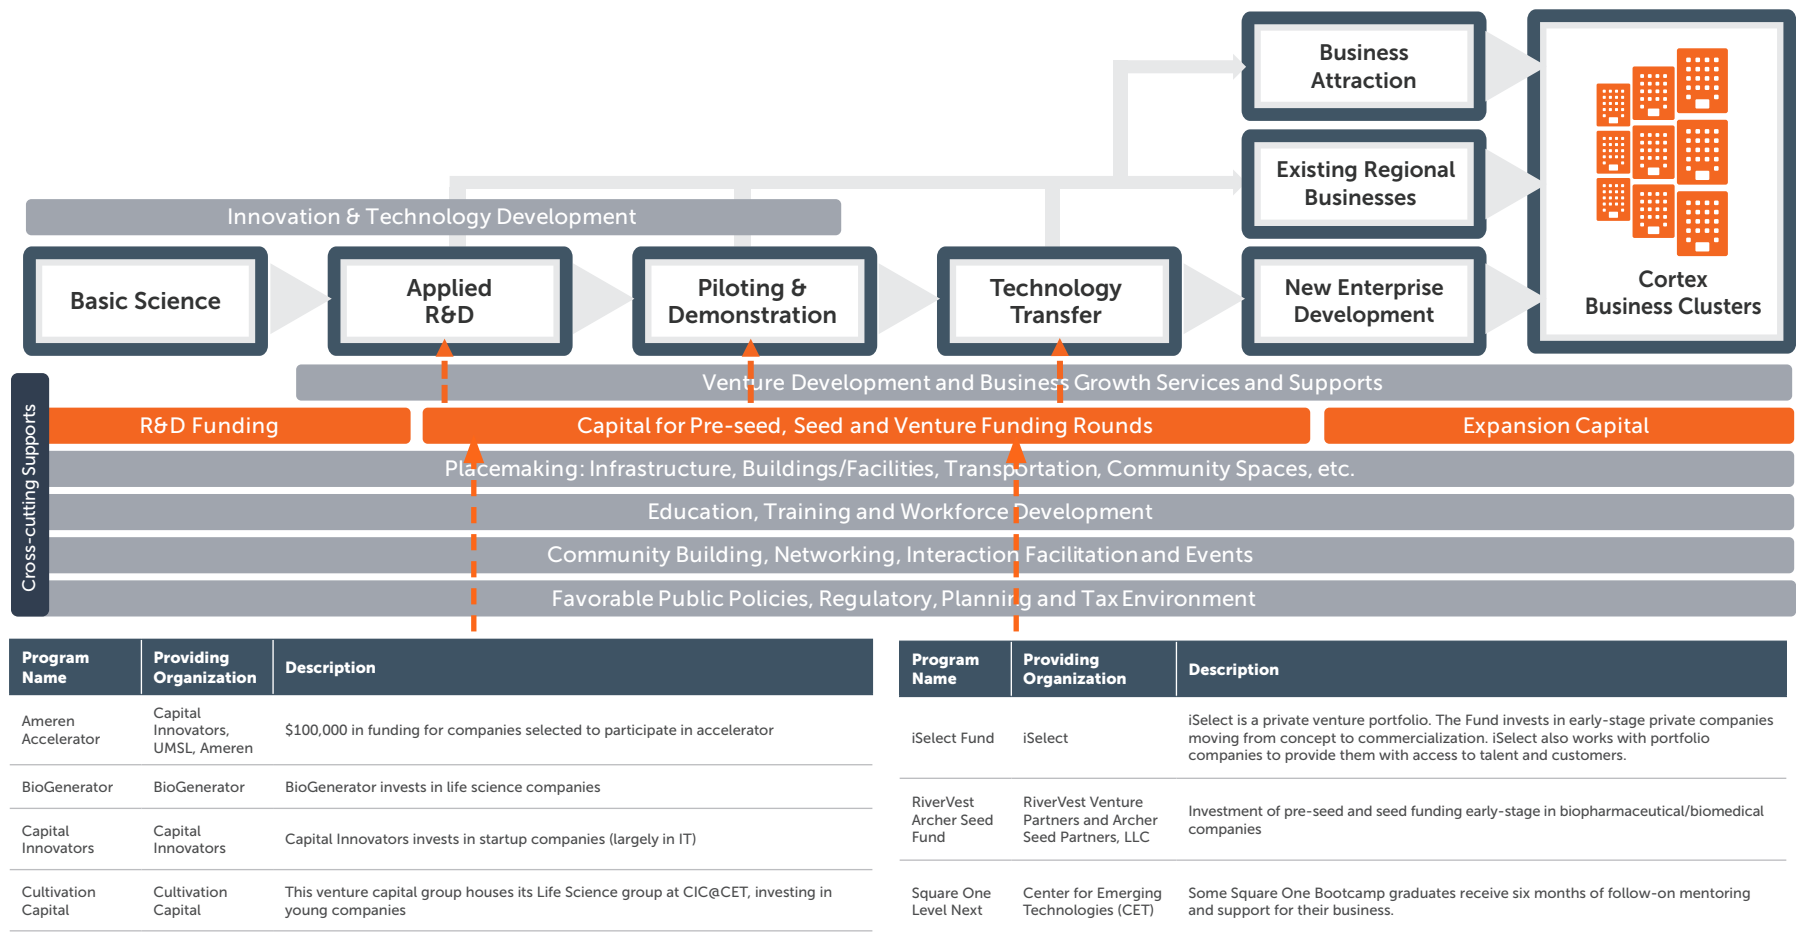 Business
Attraction
Existing Regional
Businesses
Innovation & Technology Development
Basic Science
Applied
R&D
Piloting &
Demonstration
Technology
Transfer
New Enterprise
Development
Cortex
Business Clusters
Cross-cutting Supports
Venture Development and Business Growth Services and Supports
R&D Funding
Capital for Pre-seed, Seed and Venture Funding Rounds
Expansion Capital
Placemaking: Infrastructure, Buildings/Facilities, Transportation, Community Spaces, etc.
Education, Training and Workforce Development
Community Building, Networking, Interaction Facilitation and Events
Favorable Public Policies, Regulatory, Planning and Tax Environment
Program
Name
Providing
Organization
Description
Ameren
Accelerator
Capital
Innovators,
UMSL, Ameren
$100,000 in funding for companies selected to participate in accelerator
BioGenerator
BioGenerator
BioGenerator invests in life science companies
Capital
Innovators
Capital
Innovators
Capital Innovators invests in startup companies (largely in IT)
Cultivation
Capital
Cultivation
Capital
This venture capital group houses its Life Science group at CIC@CET, investing in
young companies
Program
Name
Providing
Organization
Description
iSelect Fund
iSelect
iSelect is a private venture portfolio. The Fund invests in early-stage private companies
moving from concept to commercialization. iSelect also works with portfolio
companies to provide them with access to talent and customers.
RiverVest
Archer Seed
Fund
RiverVest Venture
Partners and Archer
Seed Partners, LLC
Investment of pre-seed and seed funding early-stage in biopharmaceutical/biomedical
companies
Square One
Level Next
Center for Emerging
Technologies (CET)
Some Square One Bootcamp graduates receive six months of follow-on mentoring
and support for their business.